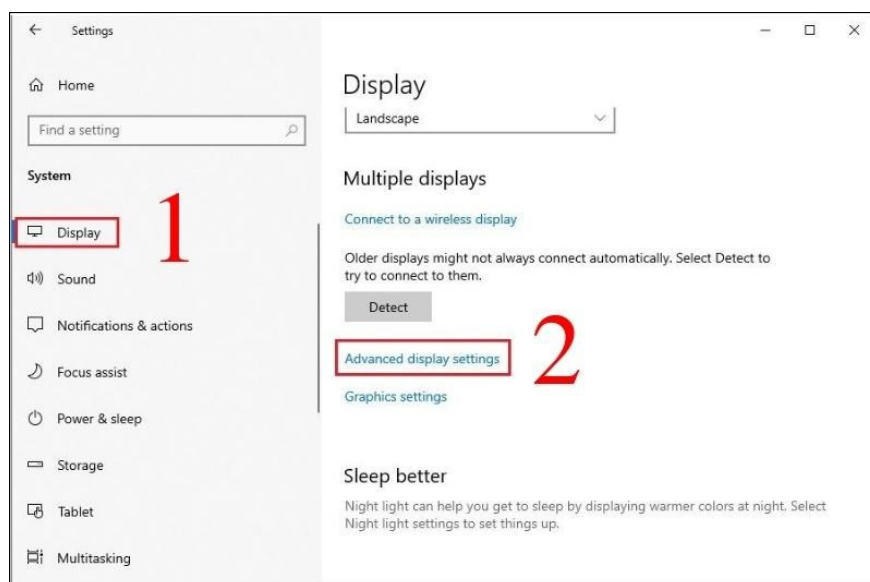 Settings
Home
Find a setting
System
Display
1
Sound
Notifications & actions
Focus assist
Power & sleep
Storage
Tablet
Multitasking
Display
Landscape
Multiple displays
Connect to a wireless display
Older displays might not always connect automatically. Select Detect to
try to connect to them.
Detect
Advanced display settings
2
Graphics settings
Sleep better
Night light can help you get to sleep by displaying warmer colors at night. Select
Night light settings to set things up.